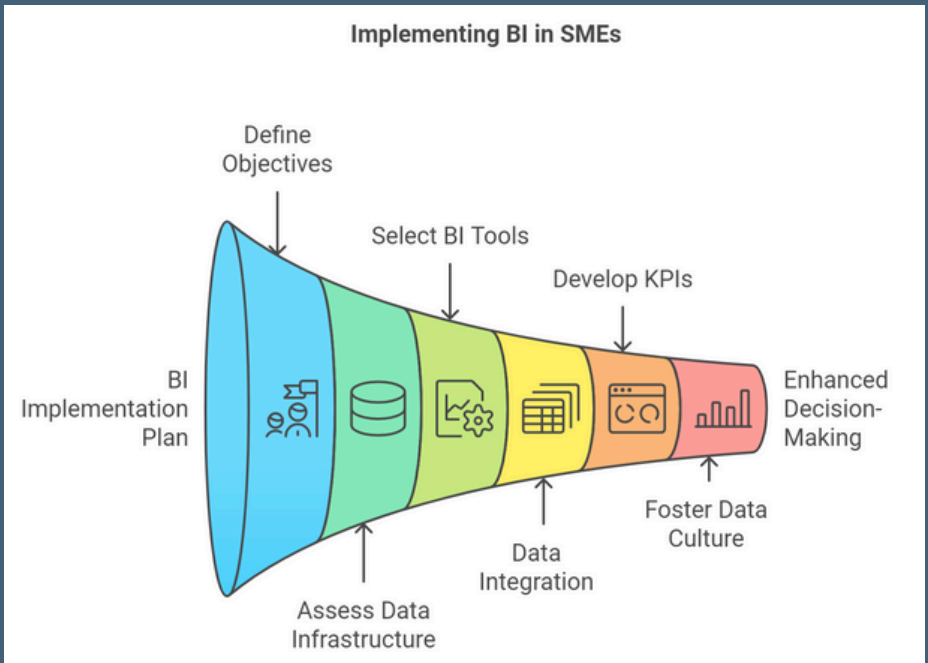 Implementing BI in SMEs
Define
Objectives
Select BI Tools
Develop KPIs
BI
Implementation
Plan
Enhanced
Decision-
Making
Foster Data
Culture
Data
Integration
Assess Data
Infrastructure